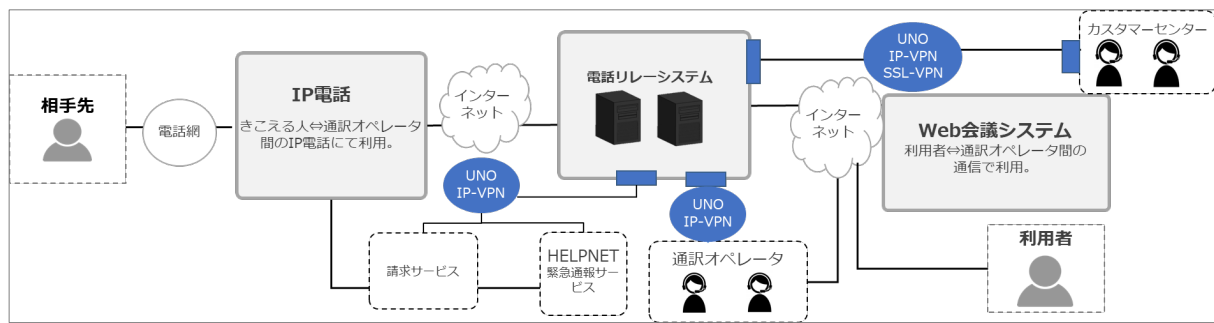 相手先
電話網
IP電話
きこえる人⇔通訳オペレータ
間のIP電話にて利用。
インター
ネット
UNO
IP-VPN
請求サービス
HELPNET
緊急通報サー
ビス
電話リレーシステム
UNO
IP-VPN
通訳オペレータ
UNO
IP-VPN
SSL-VPN
インター
ネット
カスタマーセンター
Web会議システム
利用者⇔通訳オペレータ間の
通信で利用。
利用者